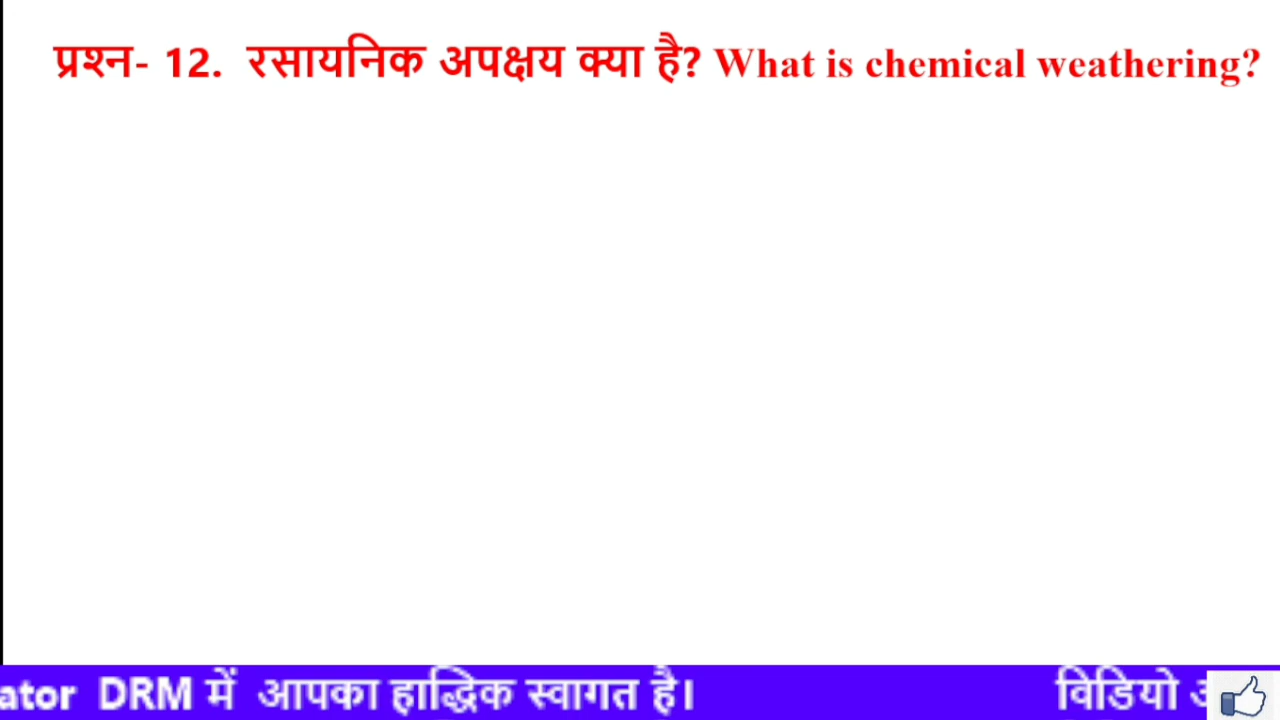 प्रश्न- 12. रसायनिक अपक्षय क्या है? What is chemical weathering?
ator DRM में आपका हाद्धिक स्वागत है। विडियो